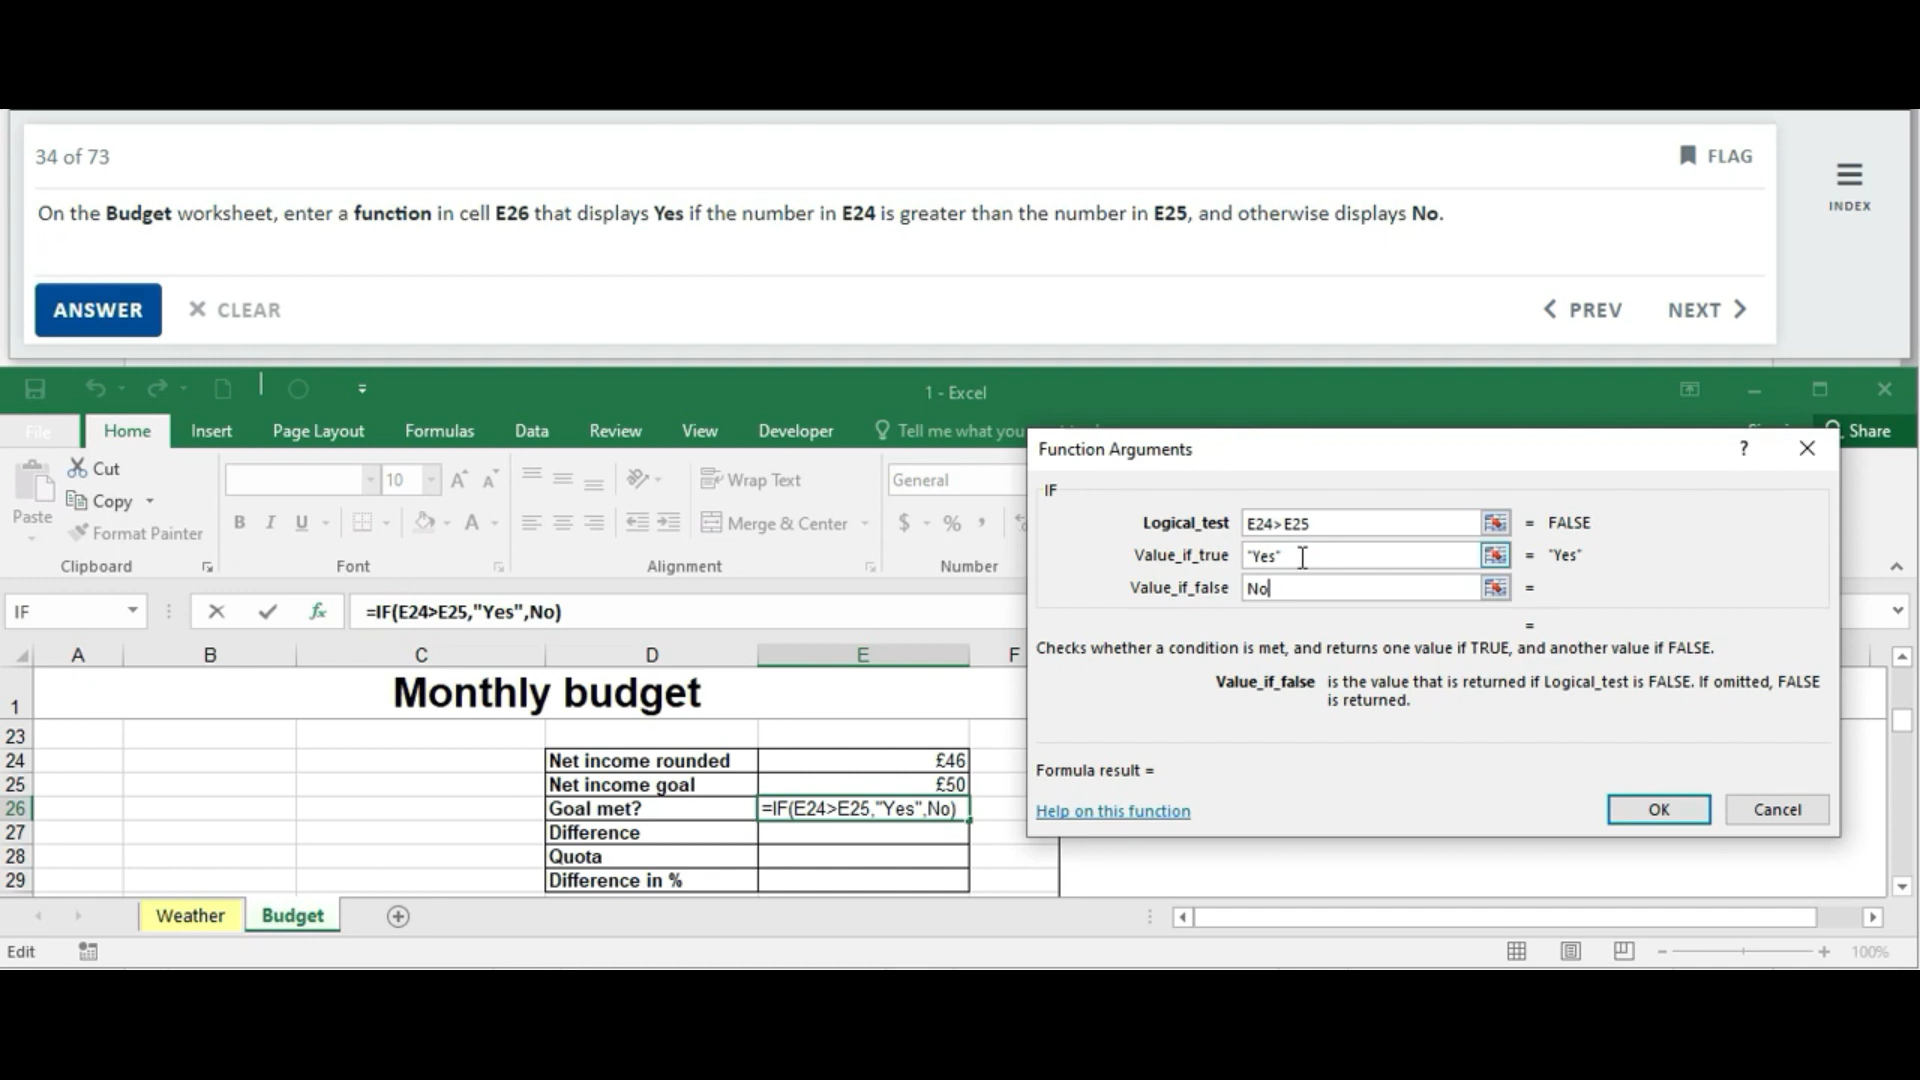 34 of 73
FLAG
INDEX
On the Budget worksheet, enter a function in cell E26 that displays Yes if the number in E24 is greater than the number in E25, and otherwise displays No.
ANSWER
CLEAR
PREV
NEXT
1 - Excel
File
Home
Insert
Page Layout
Formulas
Data
Review
View
Developer
Tell me what you
Share
Paste
Cut
Copy
Format Painter
Clipboard
10
B I U
Font
Wrap Text
Merge & Center
Alignment
General
$ % ,
Number
Function Arguments
?
IF
Logical_test E24>E25 = FALSE
Value_if_true "Yes" = "Yes"
Value_if_false No =
=
Checks whether a condition is met, and returns one value if TRUE, and another value if FALSE.
Value_if_false is the value that is returned if Logical_test is FALSE. If omitted, FALSE
is returned.
Formula result =
Help on this function
OK
Cancel
IF
fx
=IF(E24>E25,"Yes",No)
A B C D E F
1 Monthly budget
23
24 Net income rounded £46
25 Net income goal £50
26 Goal met? =IF(E24>E25,"Yes",No)
27 Difference
28 Quota
29 Difference in %
Weather
Budget
Edit
100%